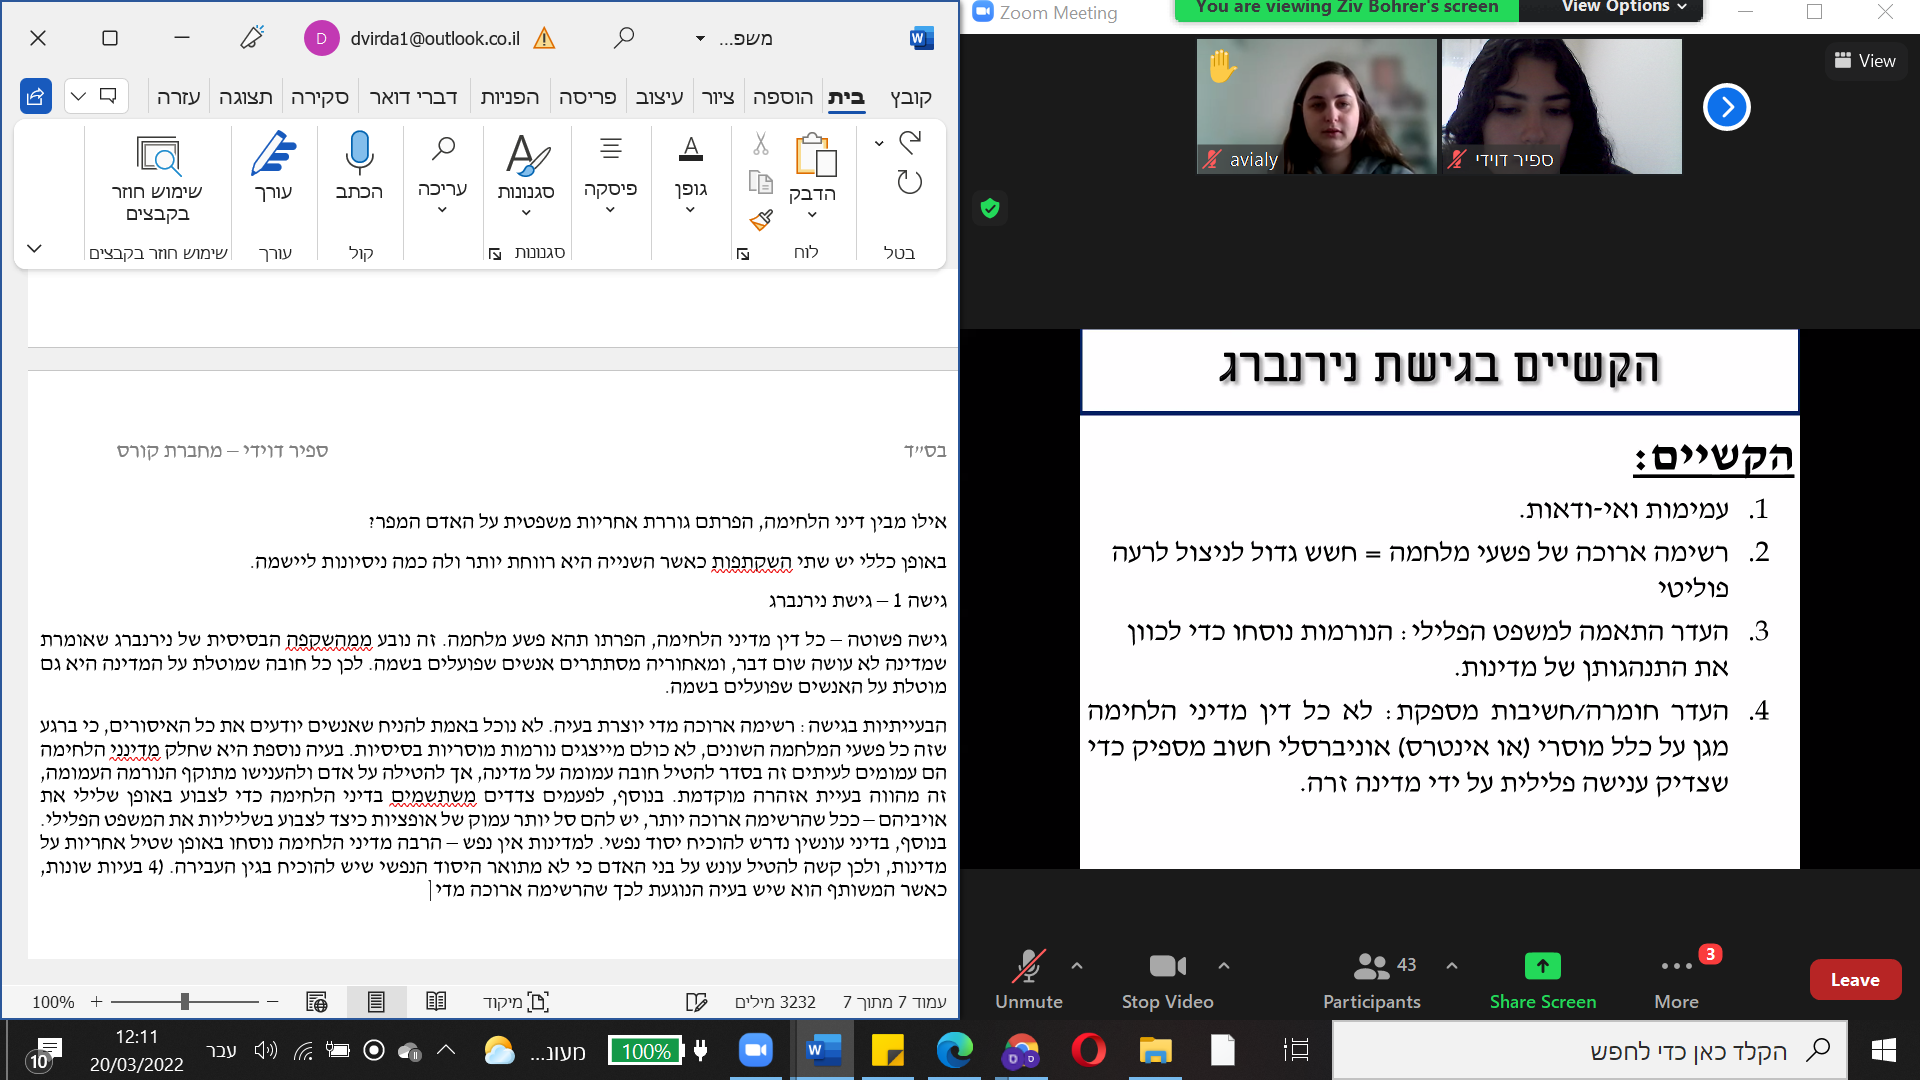 משפ...
dvirda1@outlook.co.il
D
קובץ
בית
הוספה
ציור
עיצוב
פריסה
הפניות
דברי דואר
סקירה
תצוגה
עזרה
הדבק
גופן
פיסקה
סגנונות
עריכה
הכתב
עורך
שימוש חוזר
בקבצים
בטל
לוח
סגנונות
קול
עורך
שימוש חוזר בקבצים
בס״ד
ספיר דוידי – מחברת קורס
אילו מבין דיני הלחימה, הפרתם גוררת אחריות משפטית על האדם המפר?
באופן כללי יש שתי השקתפות כאשר השנייה היא רווחת יותר ולה כמה ניסיונות ליישמה.
גישה 1 – גישת נירנברג
גישה פשוטה – כל דין מדיני הלחימה, הפרתו תהא פשע מלחמה. זה נובע ממהשקפה הבסיסית של נירנברג שאומרת
שמדינה לא עושה שום דבר, ומאחוריה מסתתרים אנשים שפועלים בשמה. לכן כל חובה שמוטלת על המדינה היא גם
מוטלת על האנשים שפועלים בשמה.
הבעייתיות בגישה: רשימה ארוכה מדי יוצרת בעיה. לא נוכל באמת להניח שאנשים יודעים את כל האיסורים, כי ברגע
שזה כל פשעי המלחמה השונים, לא כולם מייצגים נורמות מוסריות בסיסיות. בעיה נוספת היא שחלק מדינני הלחימה
הם עמומים לעיתים זה בסדר להטיל חובה עמומה על מדינה, אך להטילה על אדם ולהענישו מתוקף הנורמה העמומה,
זה מהווה בעיית אזהרה מוקדמת. בנוסף, לפעמים צדדים משתשמים בדיני הלחימה כדי לצבוע באופן שלילי את
אויביהם – ככל שהרשימה ארוכה יותר, יש להם סל יותר עמוק של אופציות כיצד לצבוע בשליליות את המשפט הפלילי.
בנוסף, בדיני עונשין נדרש להוכיח יסוד נפשי. למדינות אין נפש – הרבה מדיני הלחימה נוסחו באופן שטיל אחריות על
מדינות, ולכן קשה להטיל עונש על בני האדם כי לא מתואר היסוד הנפשי שיש להוכיח בגין העבירה. (4 בעיות שונות,
כאשר המשותף הוא שיש בעיה הנוגעת לכך שהרשימה ארוכה מדי
עמוד 7 מתוך 7
3232 מילים
מיקוד
100%
Zoom Meeting
You are viewing Ziv Bohrer's screen
View Options
View
avialy
ספיר דוידי
הקשיים בגישת נירנברג
הקשיים:
1. עמימות ואי-ודאות.
2. רשימה ארוכה של פשעי מלחמה = חשש גדול לניצול לרעה
פוליטי
3. העדר התאמה למשפט הפלילי: הנורמות נוסחו כדי לכוון
את התנהגותן של מדינות.
4. העדר חומרה/חשיבות מספקת: לא כל דין מדיני הלחימה
מגן על כלל מוסרי (או אינטרס) אוניברסלי חשוב מספיק כדי
שצדיק ענישה פלילית על ידי מדינה זרה.
Unmute
Stop Video
43
Participants
Share Screen
3
More
Leave
הקלד כאן כדי לחפש
מעונ...
100%
עבר
12:11
20/03/2022
10